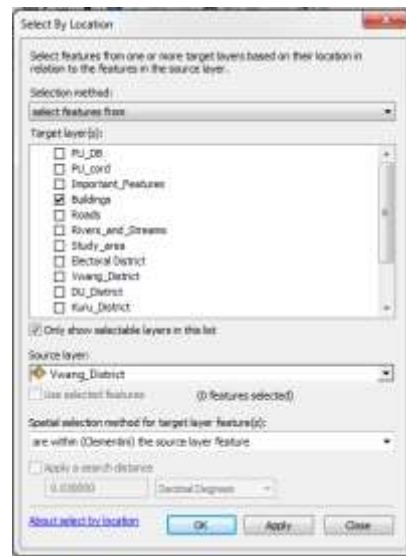 Select By Location
Select features from one or more target layers based on their location in
relation to the features in the source layer.
Selection method:
select features from
Target layer(s):
PU_DB
PU_cord
Important_Features
Buildings
Roads
Rivers_and_Streams
Study_area
Electoral District
Vwang_District
DU_District
Kuru_District
Only show selectable layers in this list
Source layer:
Vwang_District
Use selected features (0 features selected)
Spatial selection method for target layer feature(s):
are within (Clementini) the source layer feature
Apply a search distance
Decimal Degrees
About select by location OK Apply Close